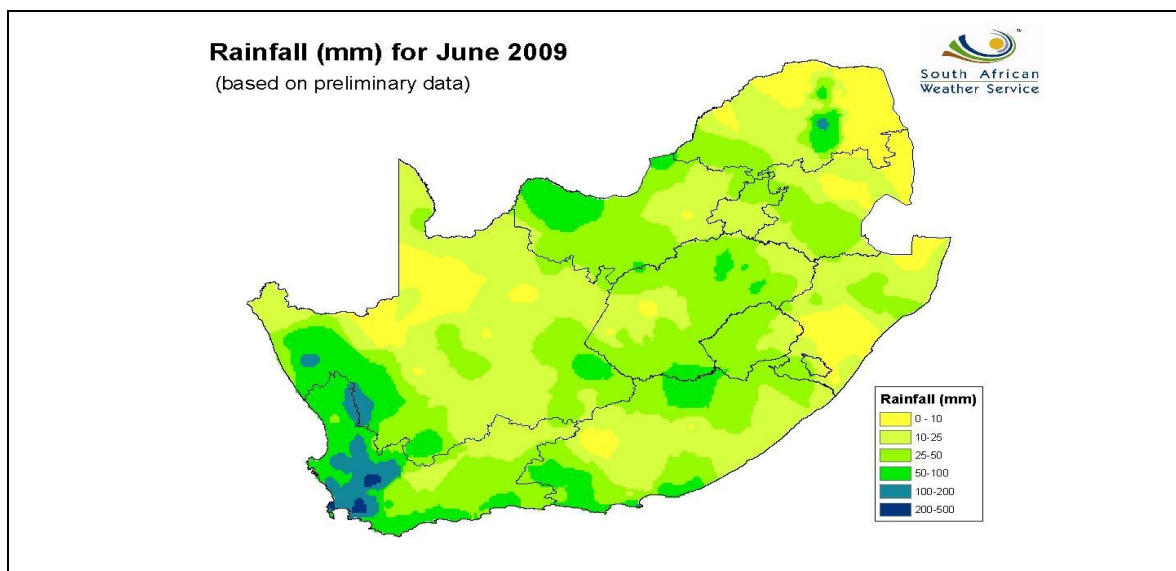 Rainfall (mm) for June 2009
(based on preliminary data)
South African
Weather Service
Rainfall (mm)
0 - 10
10-25
25-50
50-100
100-200
200-500